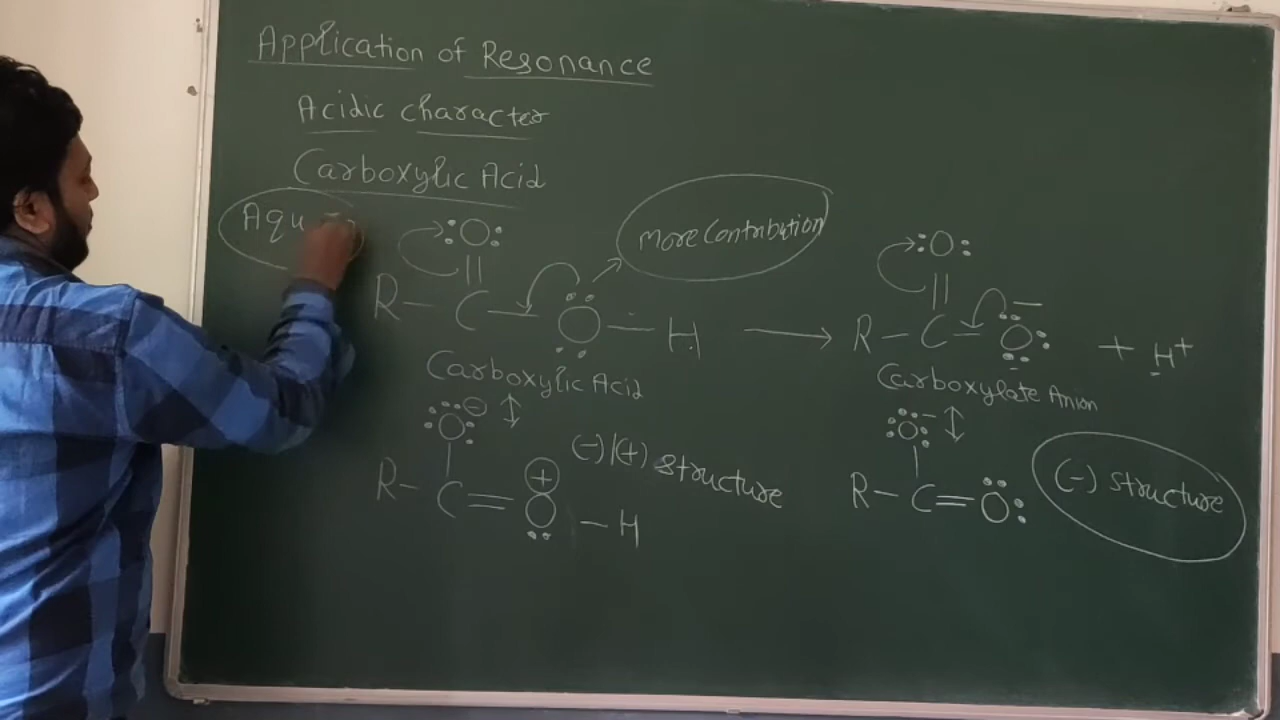 Application of Resonance
Acidic character
Carboxylic Acid
Aqu
More Contribution
:O:
:O:
R - C - O - H → R - C - O: + H+
Carboxylic Acid
Carboxylate Anion
(-)/(+) structure
(-) structure
R - C = O - H
R - C = O: